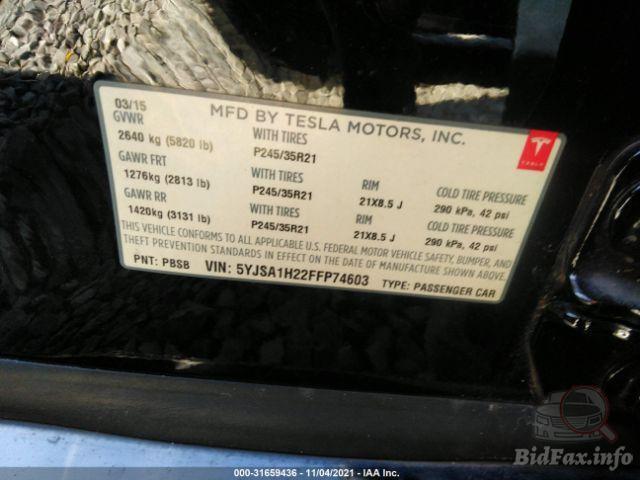 03/15
MFD BY TESLA MOTORS, INC.
GVWR
2640 kg (5820 lb)
WITH TIRES
P245/35R21
GAWR FRT
1276kg (2813 lb)
WITH TIRES
P245/35R21
RIM
21X8.5 J
COLD TIRE PRESSURE
290 kPa, 42 psi
GAWR RR
1420kg (3131 lb)
WITH TIRES
P245/35R21
RIM
21X8.5 J
COLD TIRE PRESSURE
290 kPa, 42 psi
THIS VEHICLE CONFORMS TO ALL APPLICABLE U.S. FEDERAL MOTOR VEHICLE SAFETY, BUMPER, AND
THEFT PREVENTION STANDARDS IN EFFECT ON THE DATE OF MANUFACTURE SHOWN ABOVE.
PNT: PBSB VIN: 5YJSA1H22FFP74603 TYPE: PASSENGER CAR
TESLA
000-31659436 - 11/04/2021 - IAA Inc.
BidFax.info